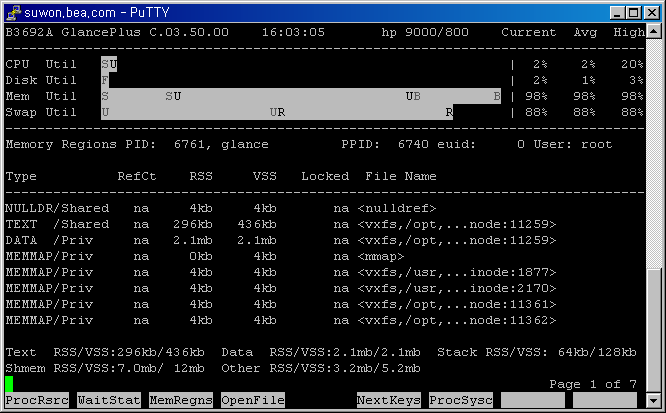 suwon.bea.com - PuTTY
B3692A GlancePlus C.03.50.00     16:03:05        hp 9000/800     Current  Avg  High
CPU  Util   SU                                                 |  2%    2%   20%
Disk Util   F                                                  |  2%    1%    3%
Mem  Util   S       SU                               UB         B | 98%   98%   98%
Swap Util   U                      UR                      R      | 88%   88%   88%
Memory Regions PID:  6761, glance          PPID:  6740 euid:      0 User: root
Type           RefCt    RSS     VSS   Locked  File Name
NULLDR/Shared    na     4kb     4kb       na <nulldref>
TEXT  /Shared    na   296kb   436kb       na <vxfs,/opt,...node:11259>
DATA  /Priv      na   2.1mb   2.1mb       na <vxfs,/opt,...node:11259>
MEMMAP/Priv      na     0kb     4kb       na <mmap>
MEMMAP/Priv      na     4kb     4kb       na <vxfs,/usr,...inode:1877>
MEMMAP/Priv      na     4kb     4kb       na <vxfs,/usr,...inode:2170>
MEMMAP/Priv      na     4kb     4kb       na <vxfs,/opt,...node:11361>
MEMMAP/Priv      na     4kb     4kb       na <vxfs,/opt,...node:11362>
Text  RSS/VSS:296kb/436kb  Data  RSS/VSS:2.1mb/2.1mb  Stack RSS/VSS: 64kb/128kb
Shmem RSS/VSS:7.0mb/ 12mb  Other RSS/VSS:3.2mb/5.2mb
Page 1 of 7
ProcRsrc WaitStat MemRegns OpenFile          NextKeys ProcSysc